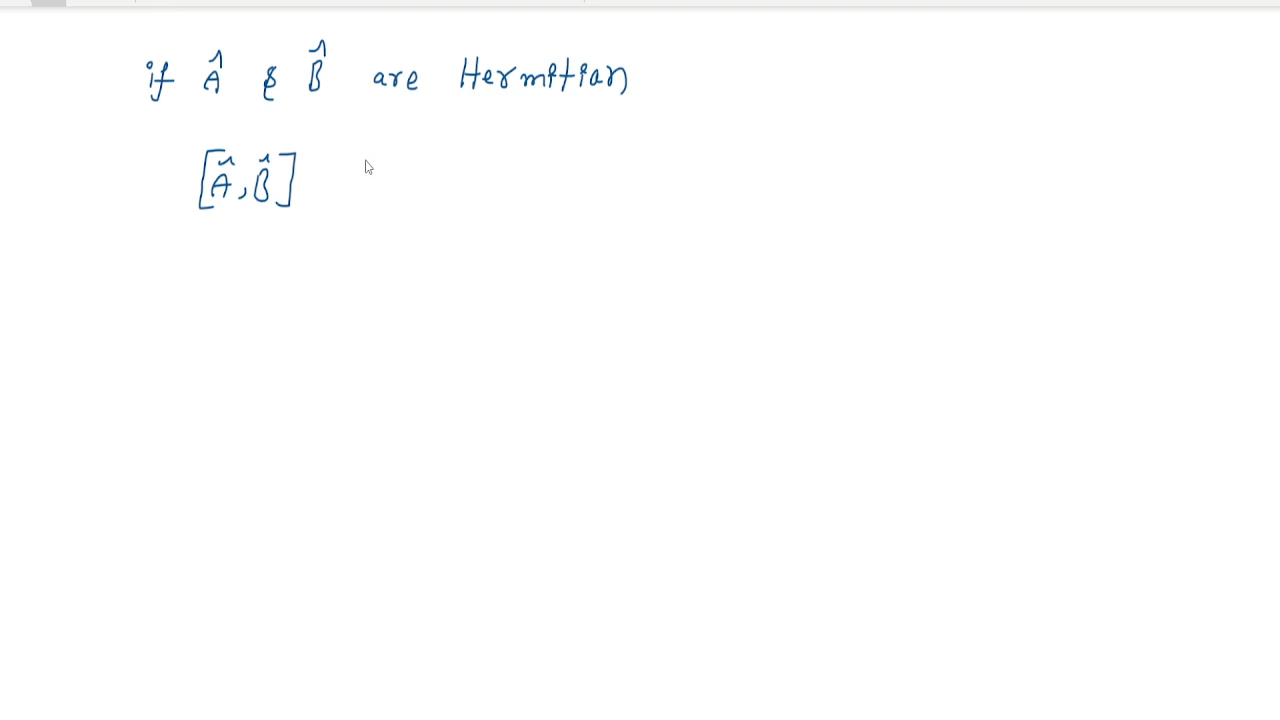 if Â & B̂ are Hermitian
[Â, B̂]